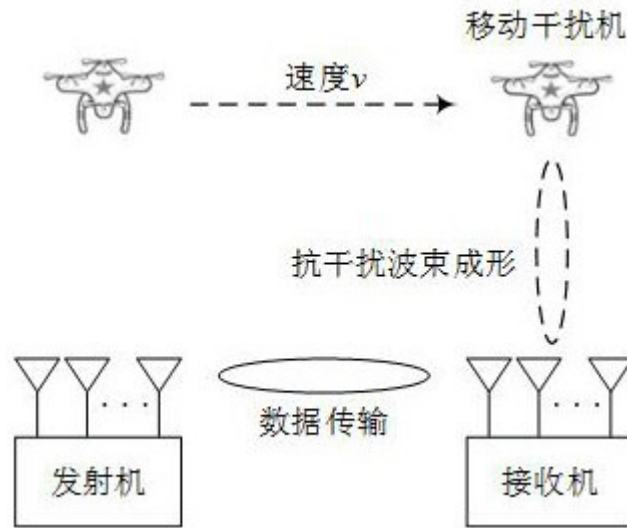 移动干扰机
速度v
抗干扰波束成形
数据传输
发射机
接收机